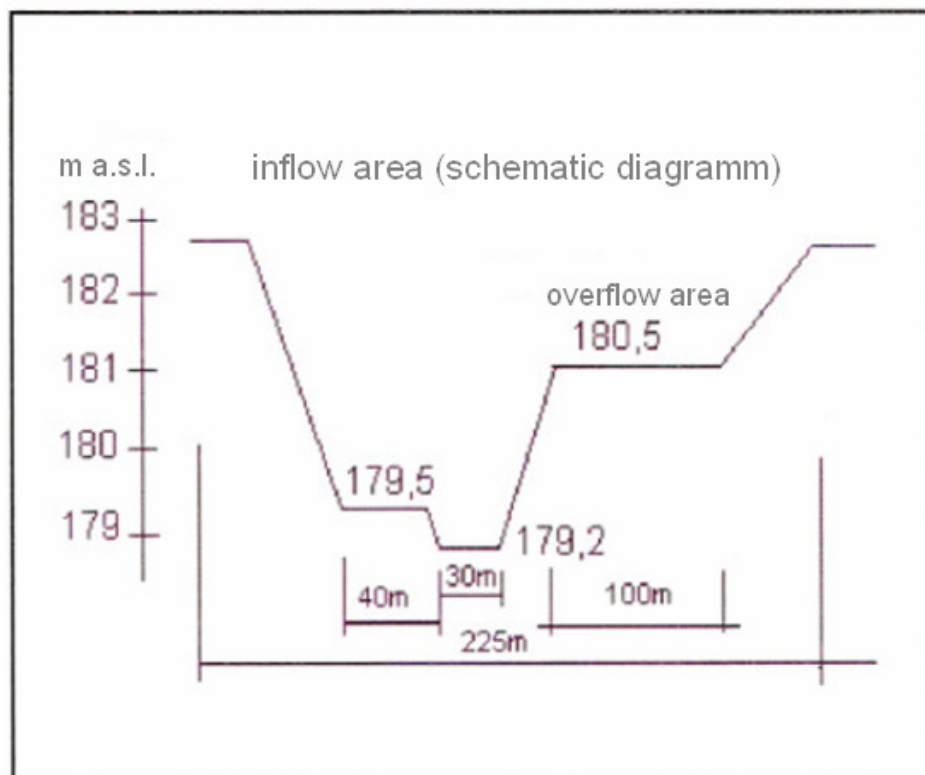 m a.s.l.
inflow area (schematic diagramm)
183
182
overflow area
180,5
181
180
179,5
179
179,2
30m
40m
100m
225m